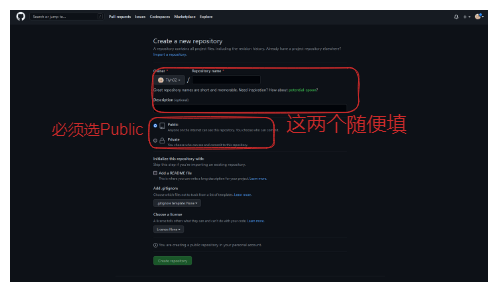 Search or jump to...
Pull requests Issues Codespaces Marketplace Explore
Create a new repository
A repository contains all project files, including the revision history. Already have a project repository elsewhere?
Import a repository.
Owner * Repository name *
/
Great repository names are short and memorable. Need inspiration? How about
Description (optional)
这两个随便填
必须选Public
Public
Anyone on the internet can see this repository. You choose who can commit.
Private
You choose who can see and commit to this repository.
Initialize this repository with:
Skip this step if you're importing an existing repository.
Add a README file
This is where you can write a long description for your project. Learn more.
Add .gitignore
Choose which files not to track from a list of templates. Learn more.
.gitignore template: None
Choose a license
A license tells others what they can and can't do with your code. Learn more.
License: None
You are creating a public repository in your personal account.
Create repository